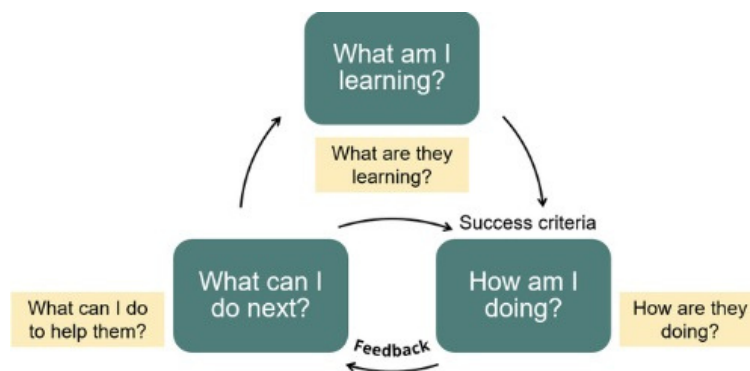 What am I
learning?
What are they
learning?
Success criteria
What can I
do next?
How am I
doing?
What can I do
to help them?
How are they
doing?
Feedback